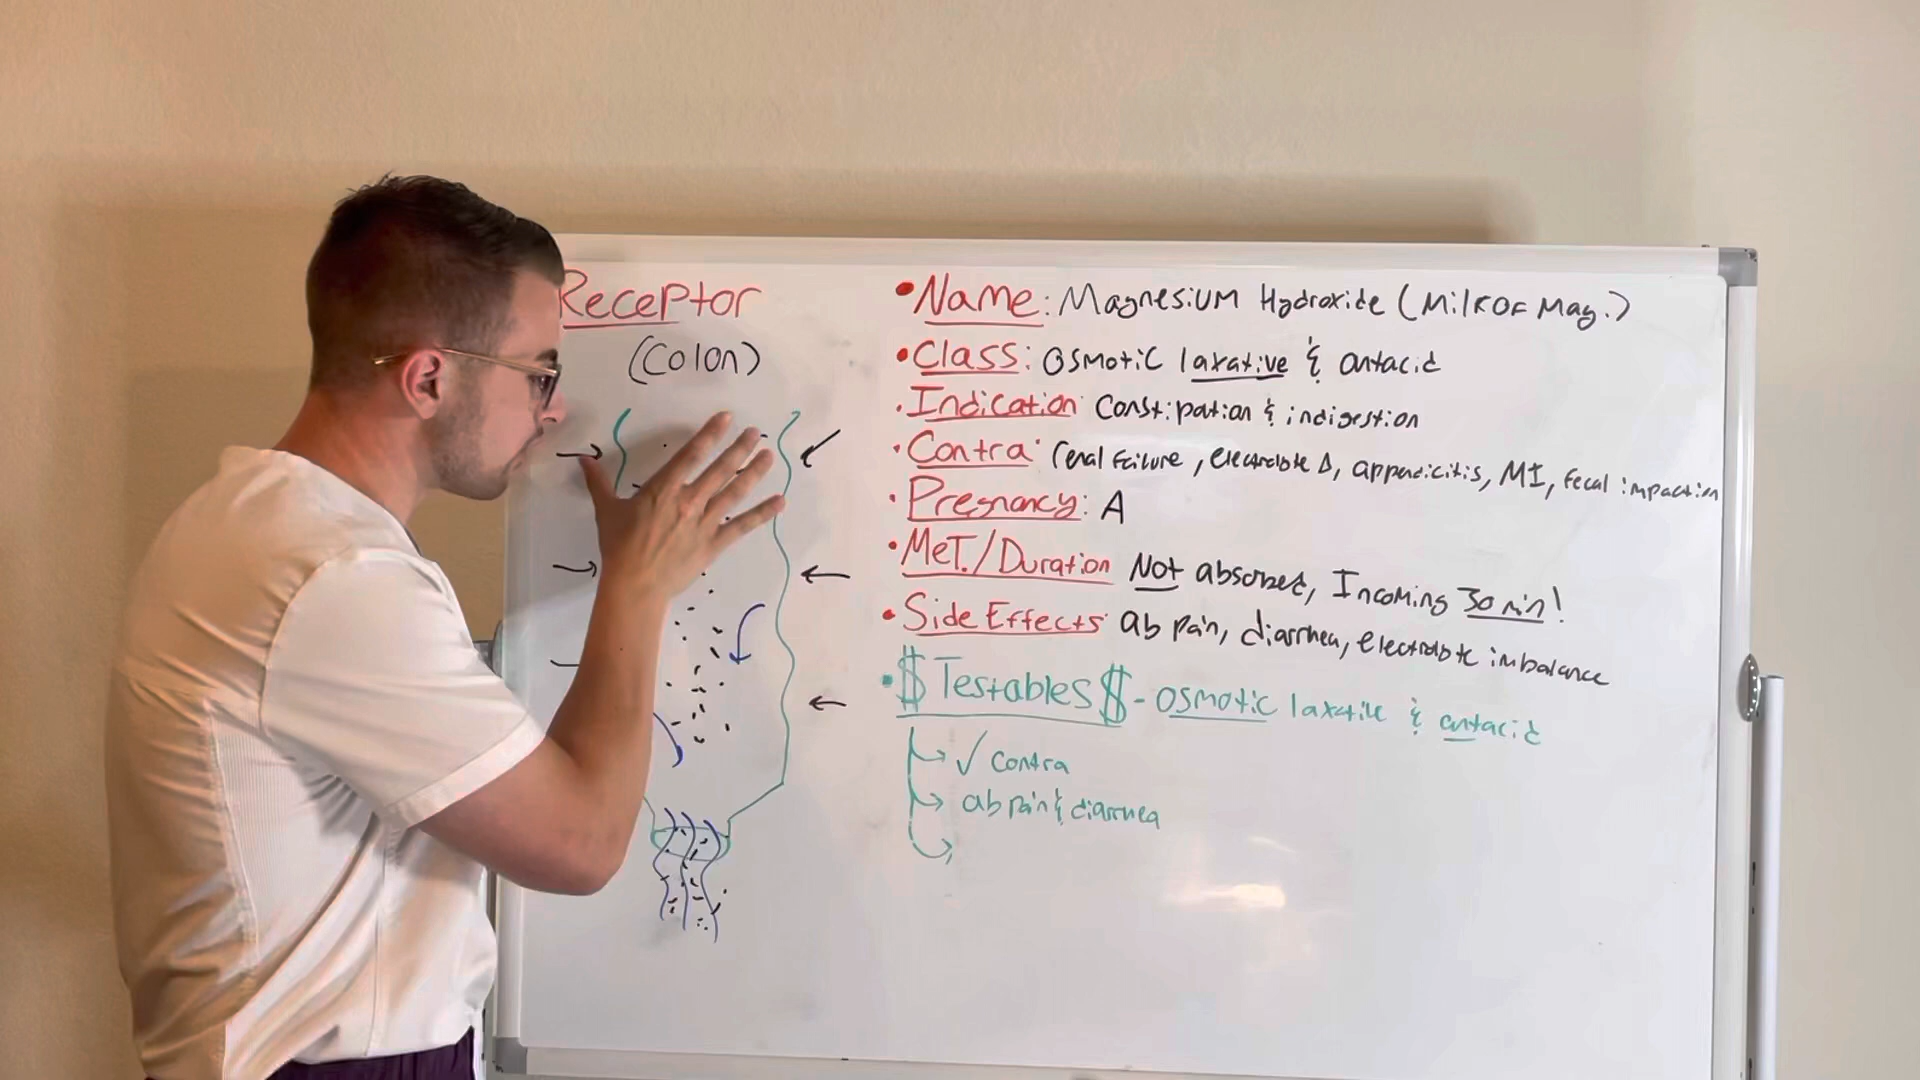 Receptor
(Colon)
• Name: Magnesium Hydroxide (Milk OF Mag.)
• Class: Osmotic laxative & antacid
• Indication Constipation & indigestion
• Contra: renal failure, electrolyte Δ, appendicitis, MI, fecal impaction
• Pregnancy: A
• Met./Duration Not absorbed, Incoming 30 min!
• Side Effects: ab pain, diarrhea, electrolyte imbalance
• $ Testables $ - osmotic laxative & antacid
→ √ contra
→ ab pain & diarrhea